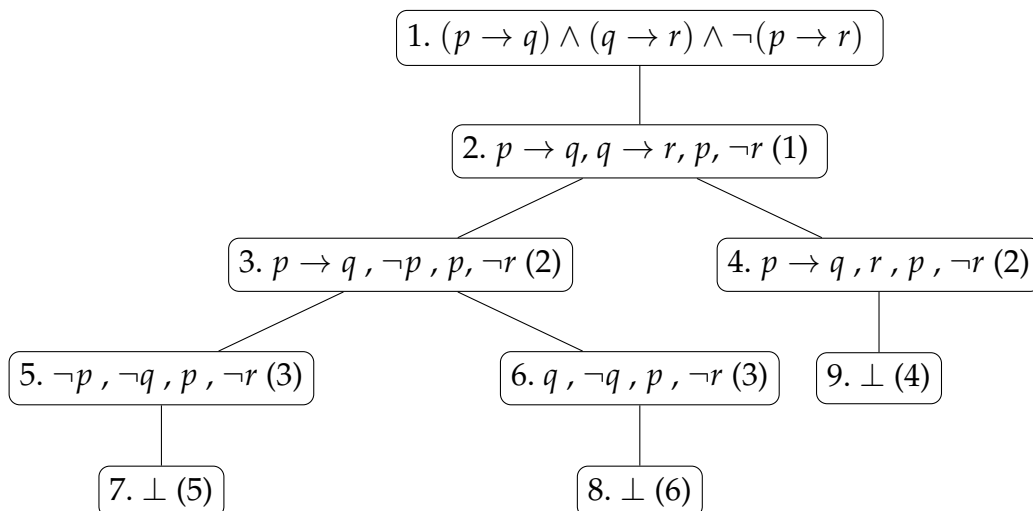 1. (p → q) ∧ (q → r) ∧ ¬(p → r)
2. p → q, q → r, p, ¬r (1)
3. p → q , ¬p , p, ¬r (2)
4. p → q , r , p , ¬r (2)
5. ¬p , ¬q , p , ¬r (3)
6. q , ¬q , p , ¬r (3)
9. ⊥ (4)
7. ⊥ (5)
8. ⊥ (6)